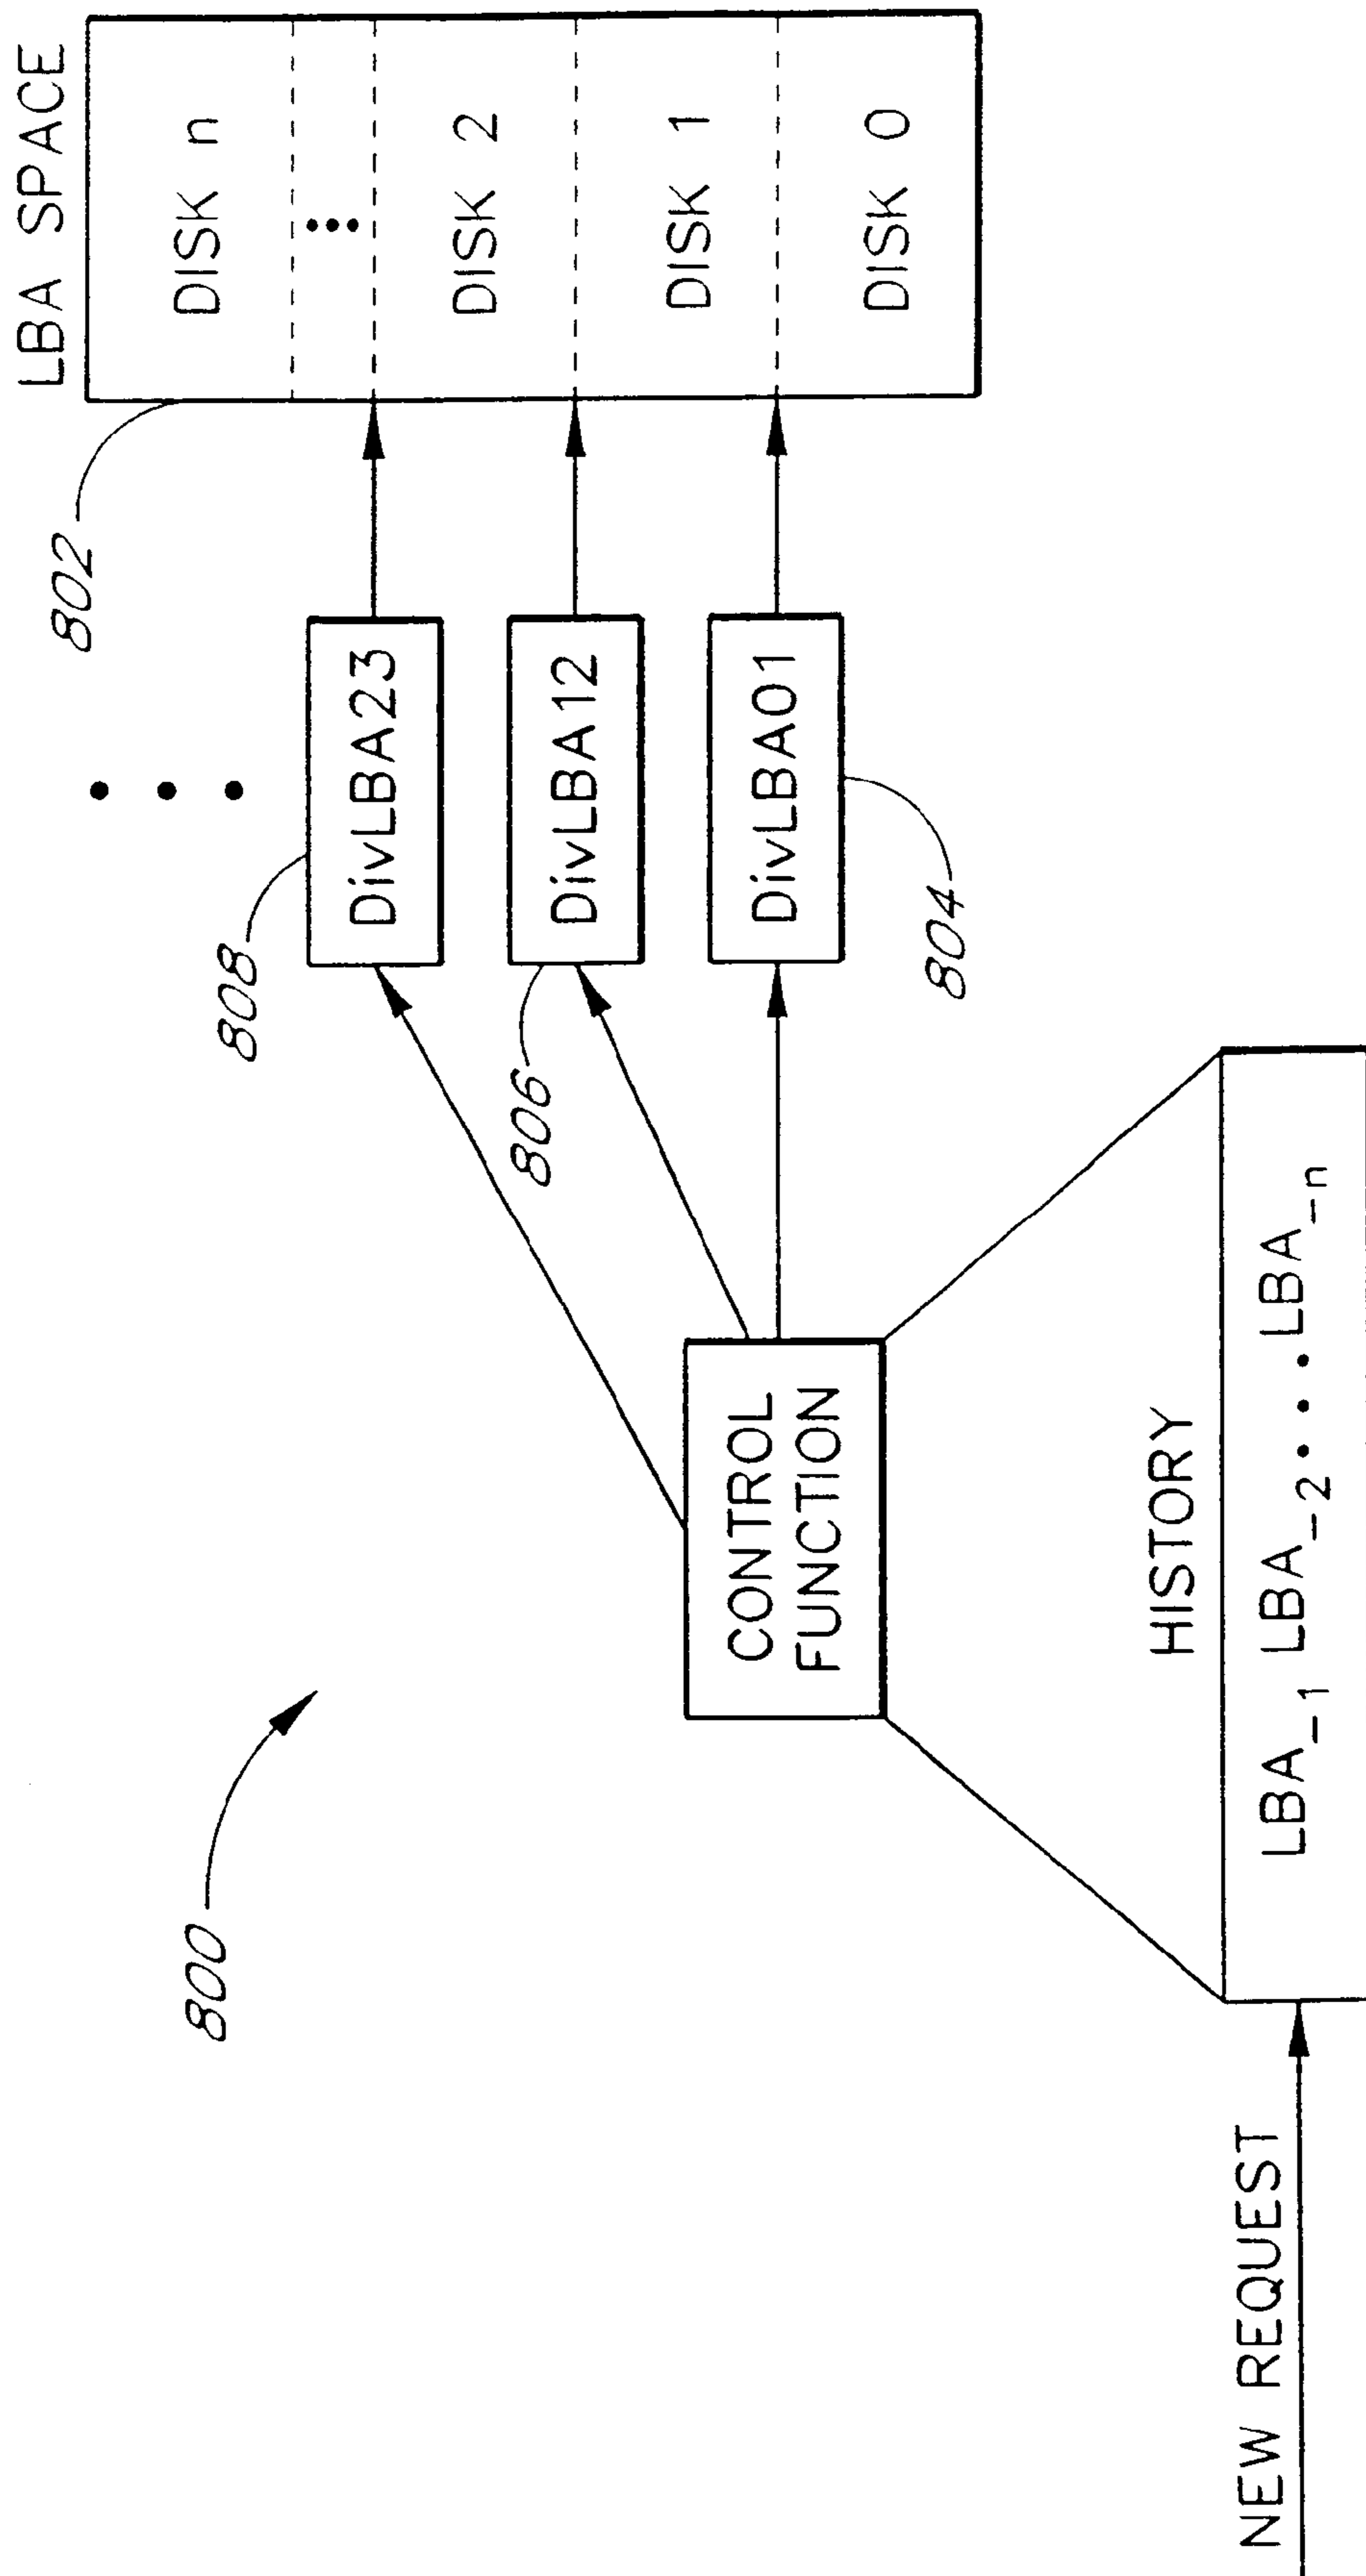 LBA SPACE
802
DISK n
DISK 2
DISK 1
DISK 0
808
DivLBA23
806
DivLBA12
DivLBA01
804
800
CONTROL
FUNCTION
HISTORY
NEW REQUEST
LBA₋₁ LBA₋₂ • • • LBA₋ₙ